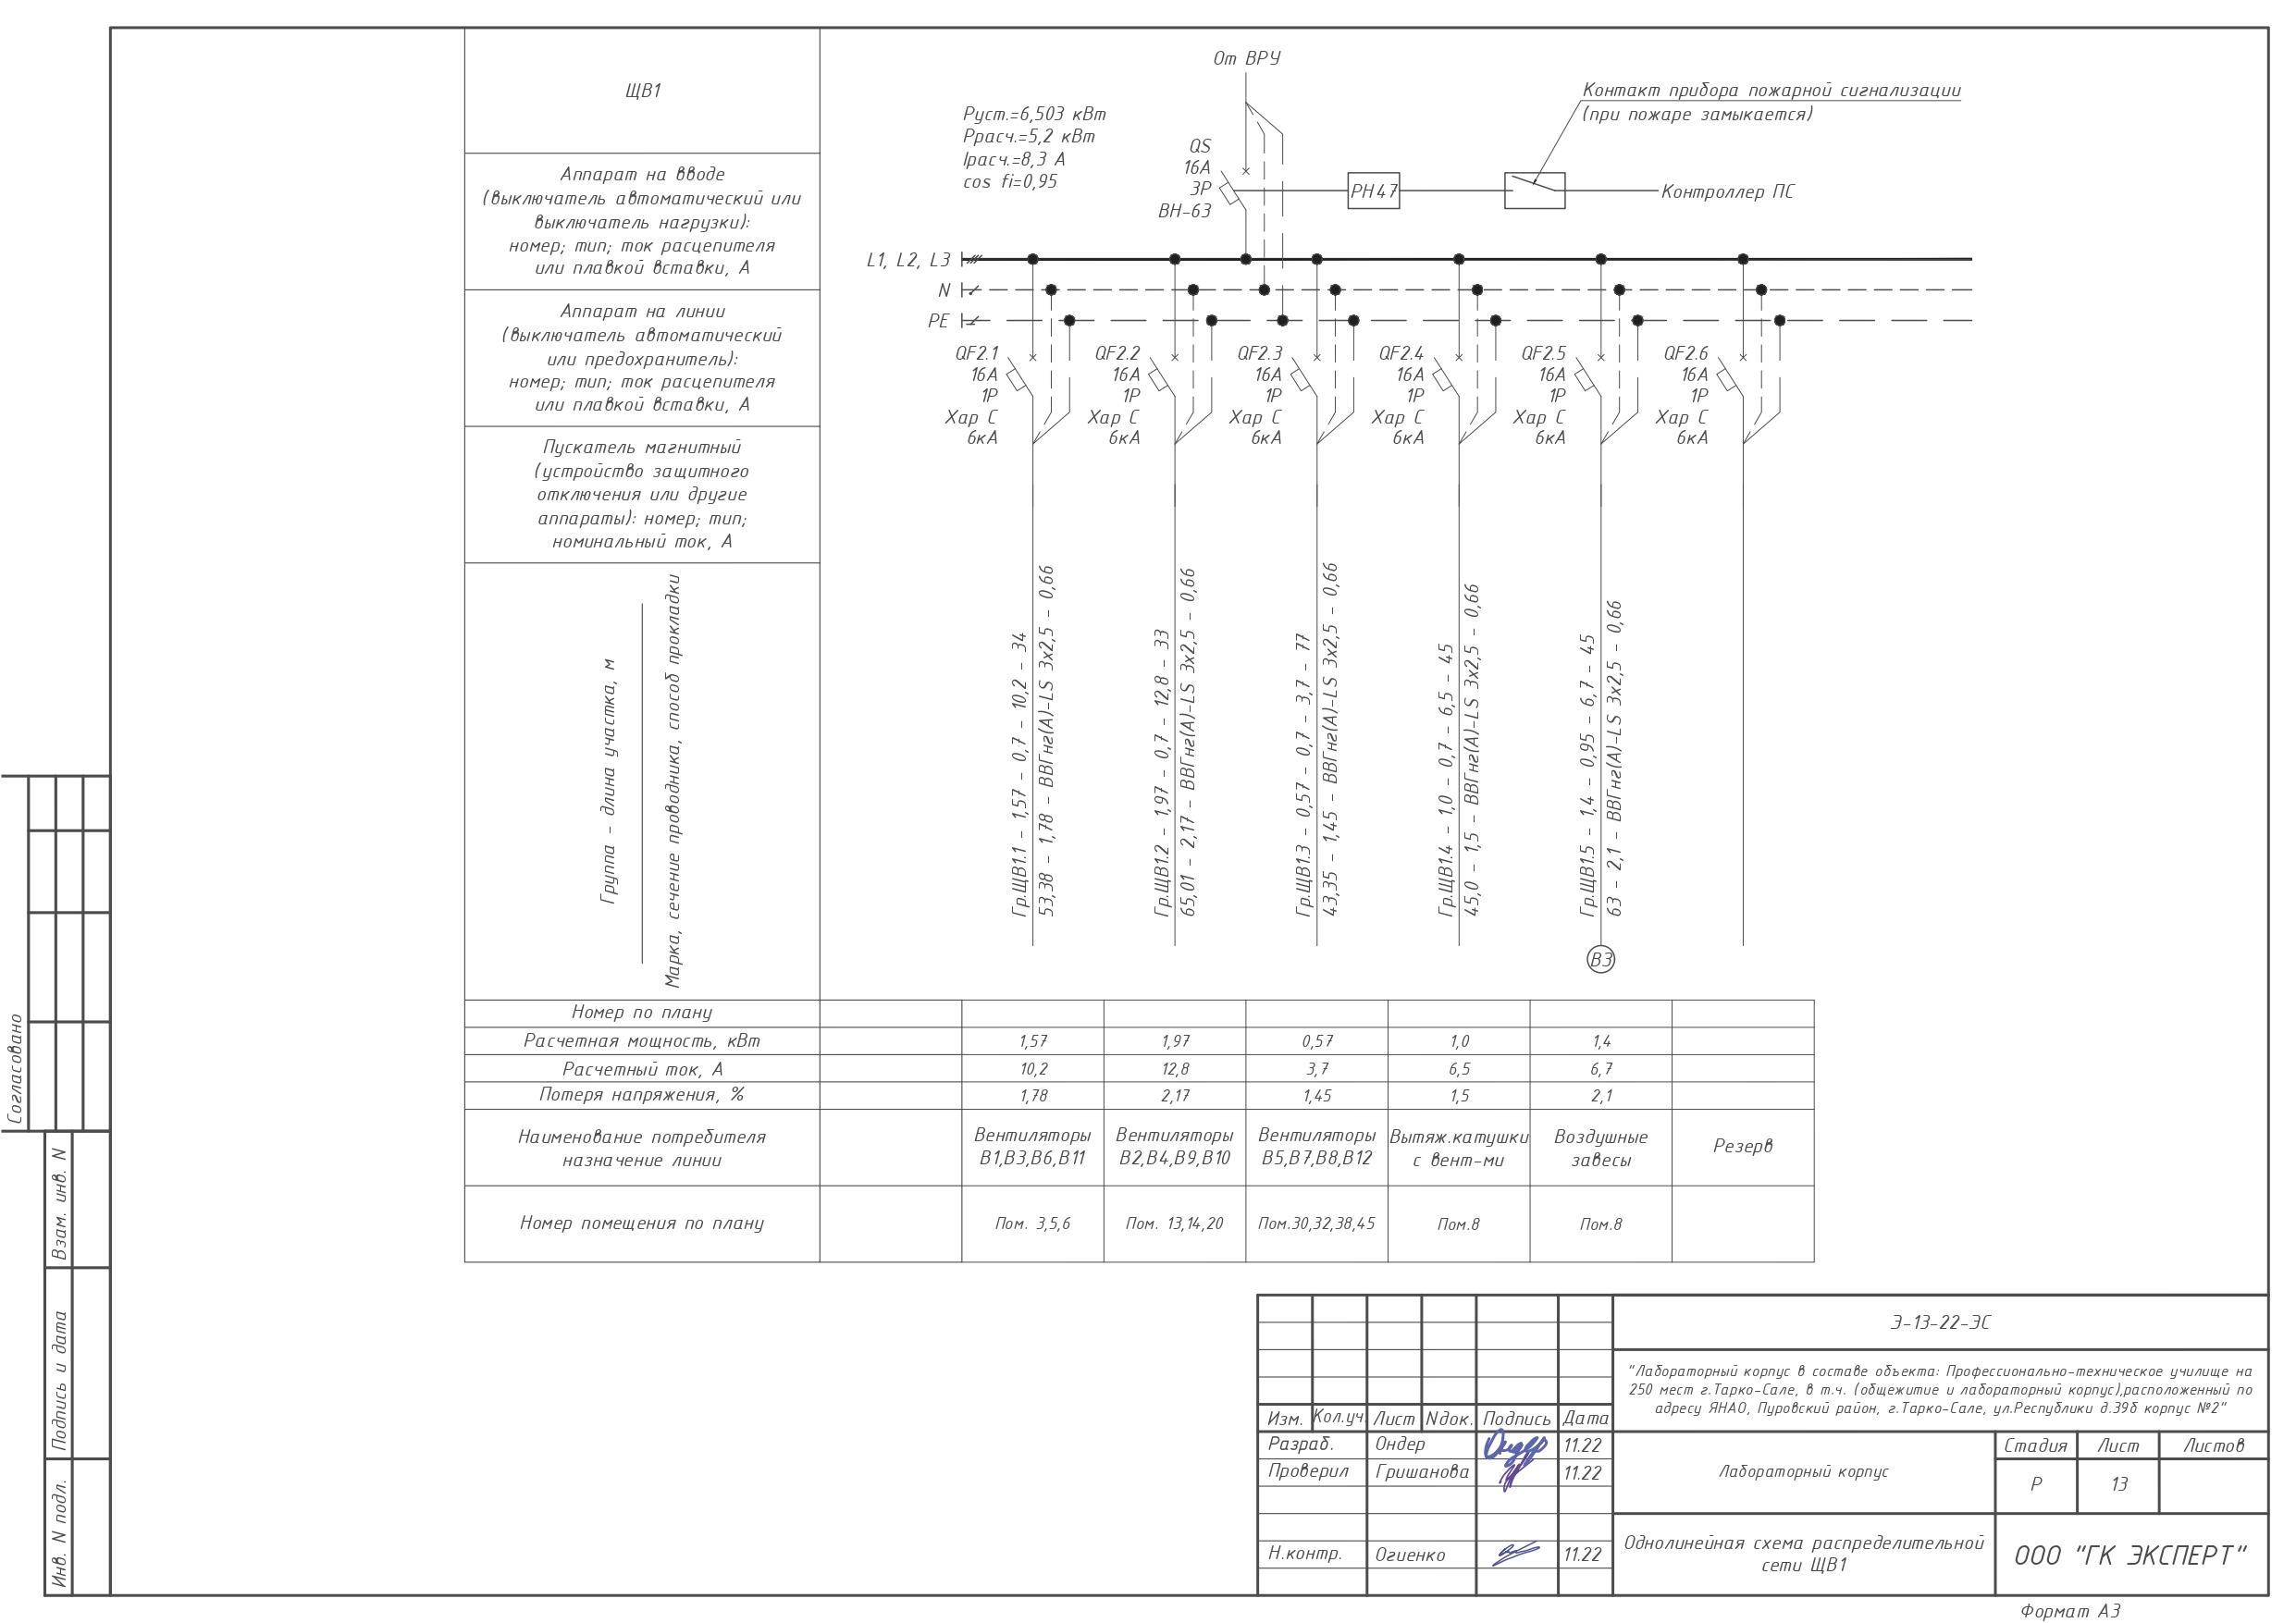 ЩВ1
Аппарат на вводе
(выключатель автоматический или
выключатель нагрузки):
номер; тип; ток расцепителя
или плавкой вставки, А
Аппарат на линии
(выключатель автоматический
или предохранитель):
номер; тип; ток расцепителя
или плавкой вставки, А
Пускатель магнитный
(устройство защитного
отключения или другие
аппараты): номер; тип;
номинальный ток, А
Группа - длина участка, м
Марка, сечение проводника, способ прокладки
От ВРУ
Руст.=6,503 кВт
Ррасч.=5,2 кВт
Iрасч.=8,3 А
cos fi=0,95
QS
16А
3Р
ВН-63
РН47
Контакт прибора пожарной сигнализации
(при пожаре замыкается)
Контроллер ПС
L1, L2, L3
N
PE
QF2.1
16А
1Р
Хар С
6кА
QF2.2
16А
1Р
Хар С
6кА
QF2.3
16А
1Р
Хар С
6кА
QF2.4
16А
1Р
Хар С
6кА
QF2.5
16А
1Р
Хар С
6кА
QF2.6
16А
1Р
Хар С
6кА
Гр.ЩВ1.1 - 1,57 - 0,7 - 10,2 - 34
53,38 - 1,78 - ВВГнг(А)-LS 3х2,5 - 0,66
Гр.ЩВ1.2 - 1,97 - 0,7 - 12,8 - 33
65,01 - 2,17 - ВВГнг(А)-LS 3х2,5 - 0,66
Гр.ЩВ1.3 - 0,57 - 0,7 - 3,7 - 77
43,35 - 1,45 - ВВГнг(А)-LS 3х2,5 - 0,66
Гр.ЩВ1.4 - 1,0 - 0,7 - 6,5 - 45
45,0 - 1,5 - ВВГнг(А)-LS 3х2,5 - 0,66
Гр.ЩВ1.5 - 1,4 - 0,95 - 6,7 - 45
63 - 2,1 - ВВГнг(А)-LS 3х2,5 - 0,66
ВЗ
Номер по плану
Расчетная мощность, кВт 1,57 1,97 0,57 1,0 1,4
Расчетный ток, А 10,2 12,8 3,7 6,5 6,7
Потеря напряжения, % 1,78 2,17 1,45 1,5 2,1
Наименование потребителя
назначение линии
Вентиляторы
В1,В3,В6,В11
Вентиляторы
В2,В4,В9,В10
Вентиляторы
В5,В7,В8,В12
Вытяж.катушки
с вент-ми
Воздушные
завесы
Резерв
Номер помещения по плану Пом. 3,5,6 Пом. 13,14,20 Пом.30,32,38,45 Пом.8 Пом.8
Согласовано
Взам. инв. N
Подпись и дата
Инв. N подл.
Э-13-22-ЭС
"Лабораторный корпус в составе объекта: Профессионально-техническое училище на
250 мест г.Тарко-Сале, в т.ч. (общежитие и лабораторный корпус),расположенный по
адресу ЯНАО, Пуровский район, г.Тарко-Сале, ул.Республики д.39б корпус №2"
Изм. Кол.уч. Лист Nдок. Подпись Дата
Разраб. Ондер 11.22
Проверил Гришанова 11.22
Н.контр. Огиенко 11.22
Лабораторный корпус
Стадия Лист Листов
Р 13
Однолинейная схема распределительной
сети ЩВ1
ООО "ГК ЭКСПЕРТ"
Формат А3